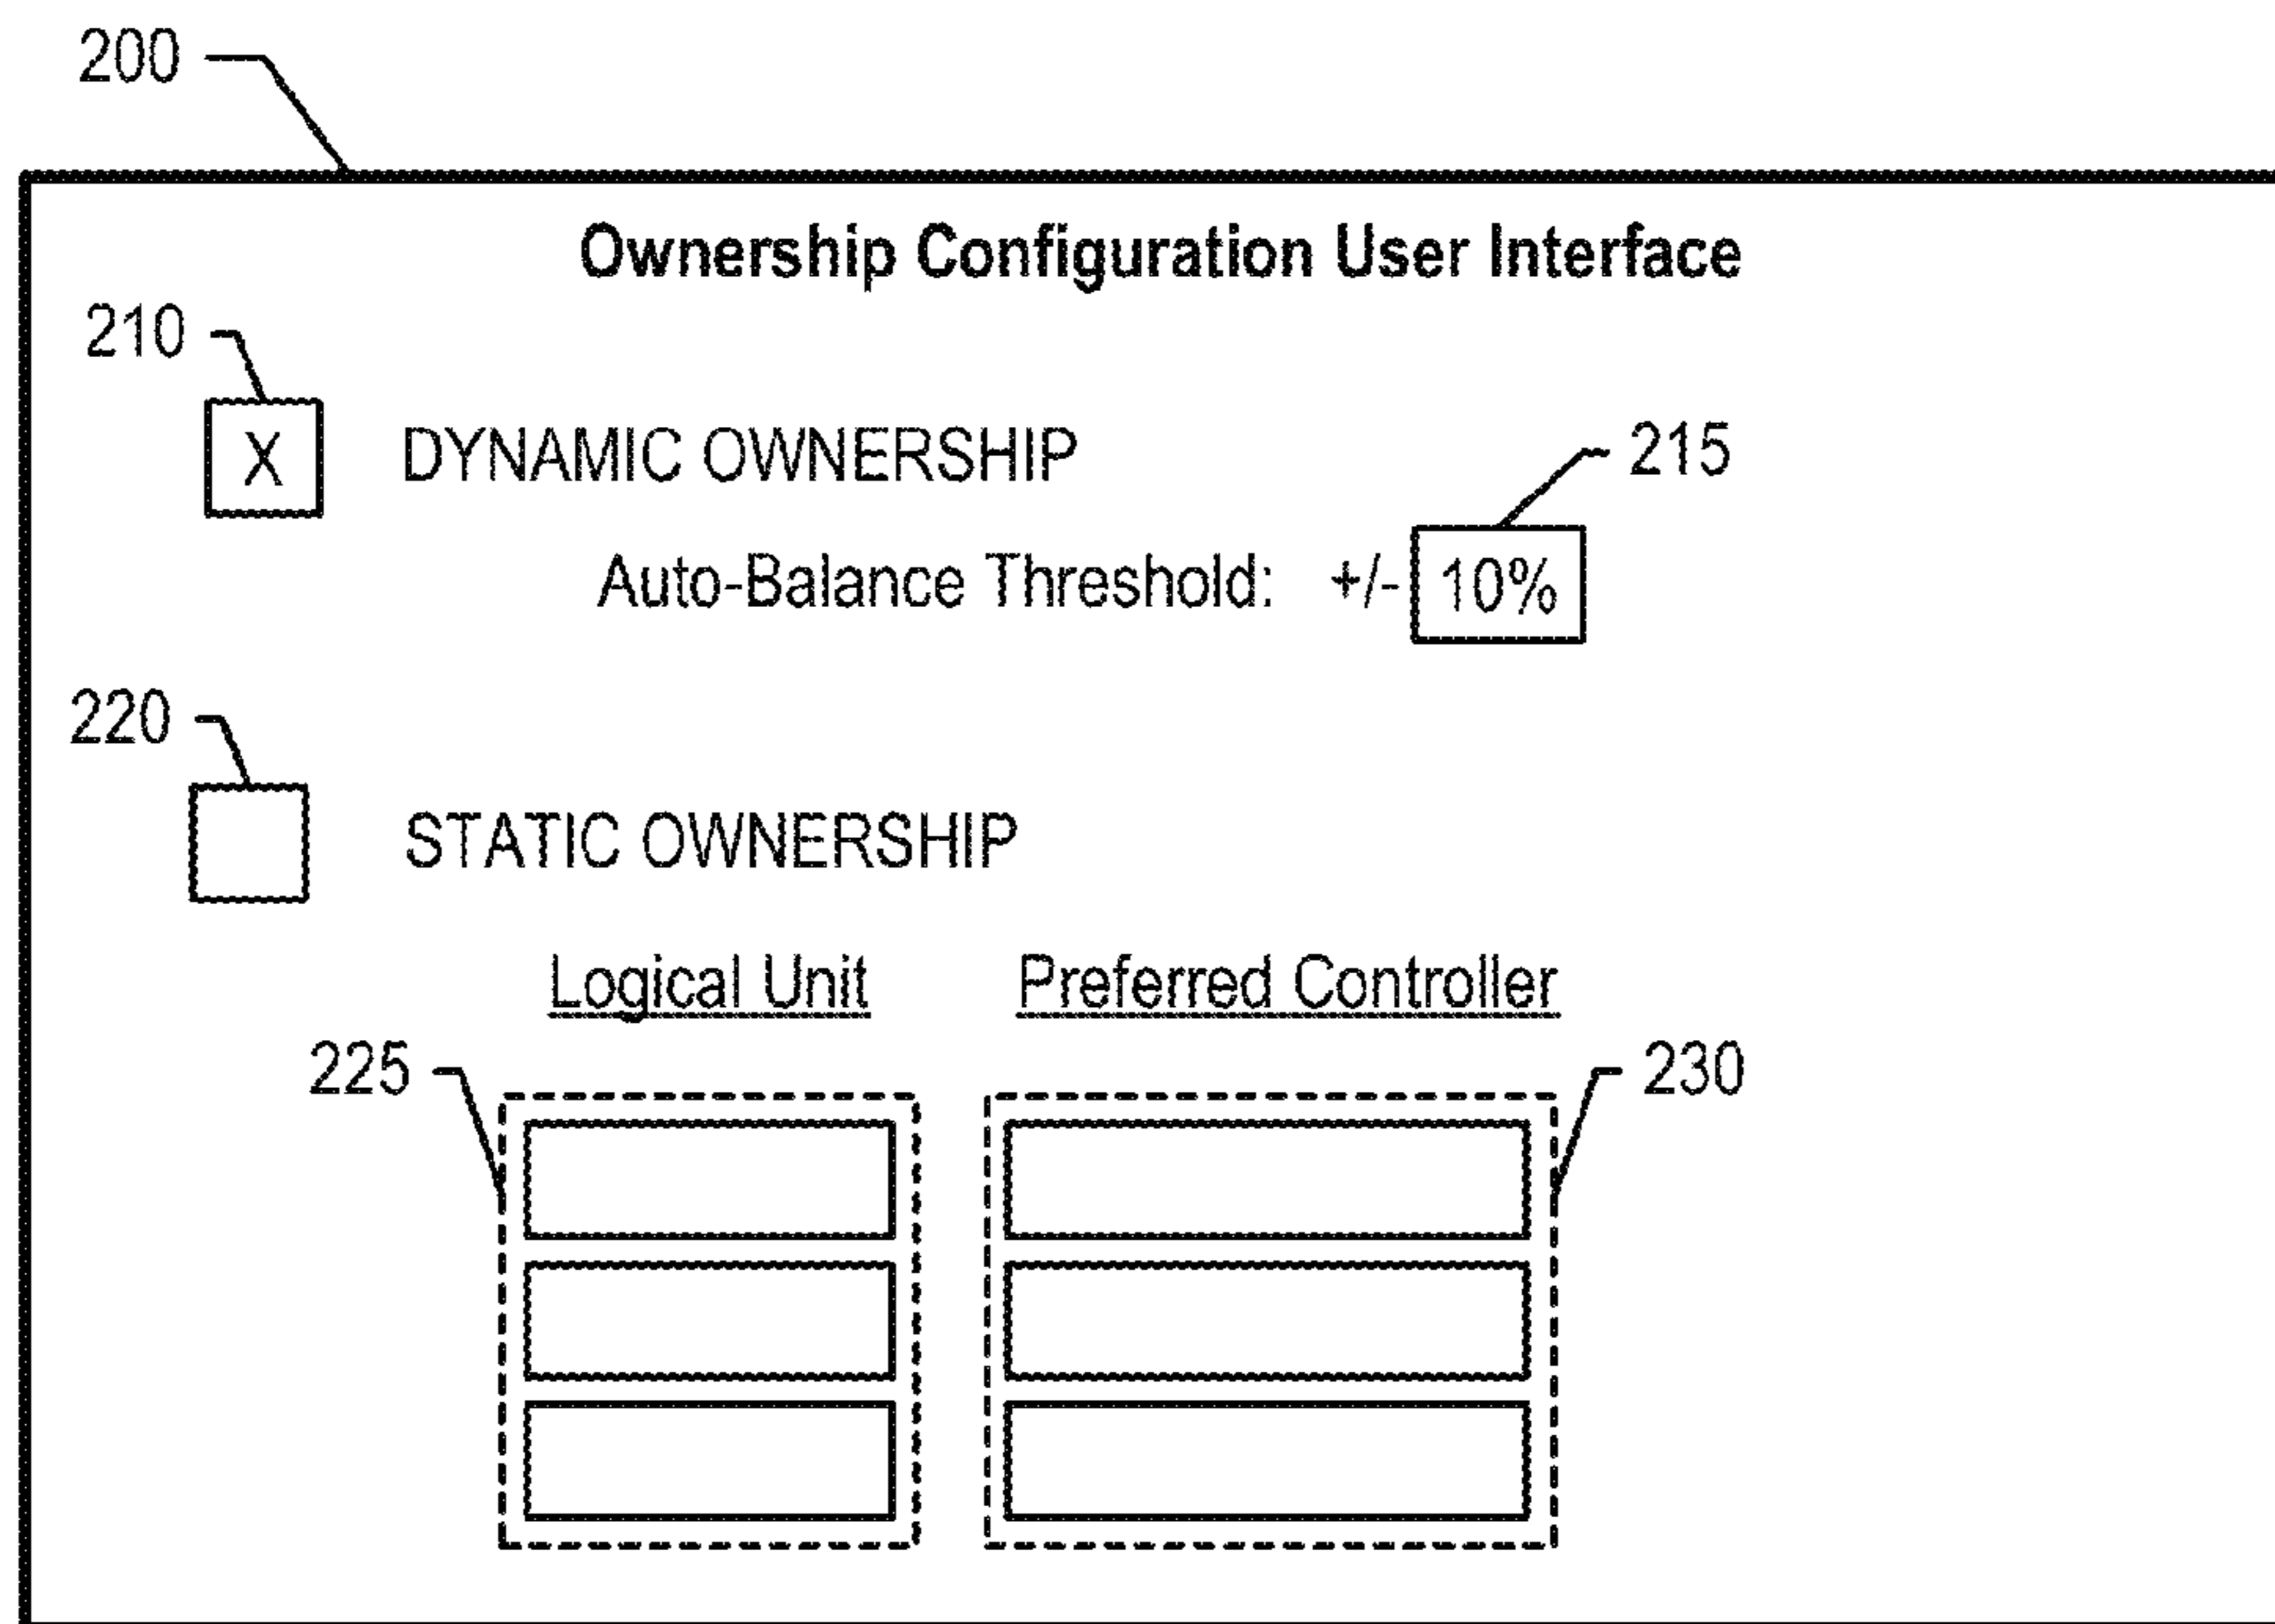 200
Ownership Configuration User Interface
210
X DYNAMIC OWNERSHIP
215
Auto-Balance Threshold: +/- 10%
220
STATIC OWNERSHIP
Logical Unit Preferred Controller
225 230